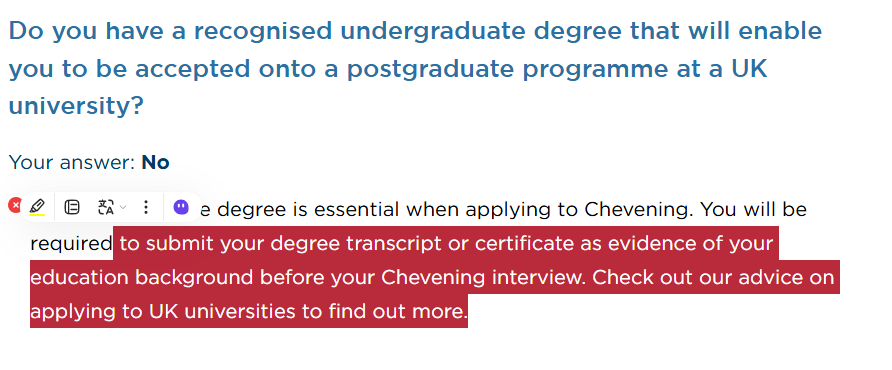 Do you have a recognised undergraduate degree that will enable
you to be accepted onto a postgraduate programme at a UK
university?
Your answer: No
e degree is essential when applying to Chevening. You will be
required to submit your degree transcript or certificate as evidence of your
education background before your Chevening interview. Check out our advice on
applying to UK universities to find out more.